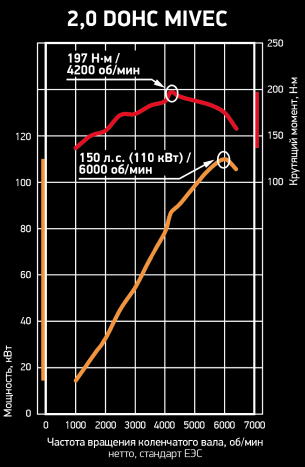 2,0 DOHC MIVEC
197 Н·м /
4200 об/мин
150 л.с. (110 кВт) /
6000 об/мин
120
100
80
60
40
20
0
Мощность, кВт
250
200
150
100
Крутящий момент, Н·м
0 1000 2000 3000 4000 5000 6000 7000
Частота вращения коленчатого вала, об/мин
нетто, стандарт ЕЭС